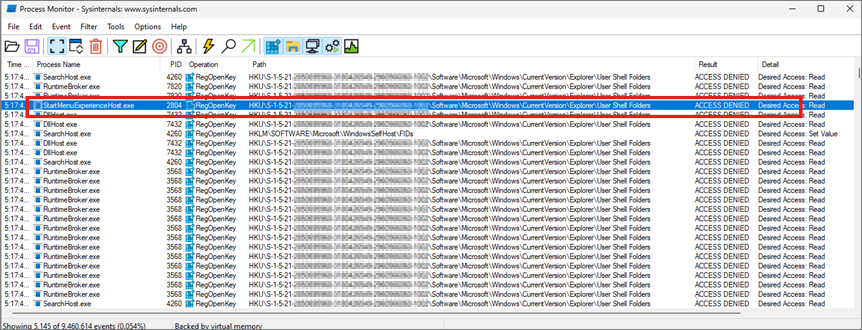 Process Monitor - Sysinternals: www.sysinternals.com
File Edit Event Filter Tools Options Help
Time ... Process Name PID Operation Path Result Detail
5:17:4... SearchHost.exe 4260 RegOpenKey HKU\S-1-5-21- \Software\Microsoft\Windows\CurrentVersion\Explorer\User Shell Folders ACCESS DENIED Desired Access: Read
5:17:4... RuntimeBroker.exe 7820 RegOpenKey HKU\S-1-5-21- \Software\Microsoft\Windows\CurrentVersion\Explorer\User Shell Folders ACCESS DENIED Desired Access: Read
5:17:4... RuntimeBroker.exe 7820 RegOpenKey HKU\S-1-5-21- \Software\Microsoft\Windows\CurrentVersion\Explorer\User Shell Folders ACCESS DENIED Desired Access: Read
5:17:4... StartMenuExperienceHost.exe 2804 RegOpenKey HKU\S-1-5-21- \Software\Microsoft\Windows\CurrentVersion\Explorer\User Shell Folders ACCESS DENIED Desired Access: Read
5:17:4... DllHost.exe 7432 RegOpenKey HKU\S-1-5-21- \Software\Microsoft\Windows\CurrentVersion\Explorer\User Shell Folders ACCESS DENIED Desired Access: Read
5:17:4... DllHost.exe 7432 RegOpenKey HKU\S-1-5-21- \Software\Microsoft\Windows\CurrentVersion\Explorer\User Shell Folders ACCESS DENIED Desired Access: Read
5:17:4... SearchHost.exe 4260 RegOpenKey HKLM\SOFTWARE\Microsoft\WindowsSelfHost\FIDs ACCESS DENIED Desired Access: Set Value
5:17:4... DllHost.exe 7432 RegOpenKey HKU\S-1-5-21- \Software\Microsoft\Windows\CurrentVersion\Explorer\User Shell Folders ACCESS DENIED Desired Access: Read
5:17:4... DllHost.exe 7432 RegOpenKey HKU\S-1-5-21- \Software\Microsoft\Windows\CurrentVersion\Explorer\User Shell Folders ACCESS DENIED Desired Access: Read
5:17:4... SearchHost.exe 4260 RegOpenKey HKU\S-1-5-21- \Software\Microsoft\Windows\CurrentVersion\Explorer\User Shell Folders ACCESS DENIED Desired Access: Read
5:17:4... RuntimeBroker.exe 3568 RegOpenKey HKU\S-1-5-21- \Software\Microsoft\Windows\CurrentVersion\Explorer\User Shell Folders ACCESS DENIED Desired Access: Read
5:17:4... RuntimeBroker.exe 3568 RegOpenKey HKU\S-1-5-21- \Software\Microsoft\Windows\CurrentVersion\Explorer\User Shell Folders ACCESS DENIED Desired Access: Read
5:17:4... RuntimeBroker.exe 3568 RegOpenKey HKU\S-1-5-21- \Software\Microsoft\Windows\CurrentVersion\Explorer\User Shell Folders ACCESS DENIED Desired Access: Read
5:17:4... RuntimeBroker.exe 3568 RegOpenKey HKU\S-1-5-21- \Software\Microsoft\Windows\CurrentVersion\Explorer\User Shell Folders ACCESS DENIED Desired Access: Read
5:17:4... RuntimeBroker.exe 3568 RegOpenKey HKU\S-1-5-21- \Software\Microsoft\Windows\CurrentVersion\Explorer\User Shell Folders ACCESS DENIED Desired Access: Read
5:17:4... RuntimeBroker.exe 3568 RegOpenKey HKU\S-1-5-21- \Software\Microsoft\Windows\CurrentVersion\Explorer\User Shell Folders ACCESS DENIED Desired Access: Read
5:17:4... RuntimeBroker.exe 3568 RegOpenKey HKU\S-1-5-21- \Software\Microsoft\Windows\CurrentVersion\Explorer\User Shell Folders ACCESS DENIED Desired Access: Read
5:17:4... RuntimeBroker.exe 3568 RegOpenKey HKU\S-1-5-21- \Software\Microsoft\Windows\CurrentVersion\Explorer\User Shell Folders ACCESS DENIED Desired Access: Read
5:17:4... RuntimeBroker.exe 3568 RegOpenKey HKU\S-1-5-21- \Software\Microsoft\Windows\CurrentVersion\Explorer\User Shell Folders ACCESS DENIED Desired Access: Read
5:17:4... RuntimeBroker.exe 3568 RegOpenKey HKU\S-1-5-21- \Software\Microsoft\Windows\CurrentVersion\Explorer\User Shell Folders ACCESS DENIED Desired Access: Read
5:17:4... RuntimeBroker.exe 3568 RegOpenKey HKU\S-1-5-21- \Software\Microsoft\Windows\CurrentVersion\Explorer\User Shell Folders ACCESS DENIED Desired Access: Read
5:17:4... RuntimeBroker.exe 3568 RegOpenKey HKU\S-1-5-21- \Software\Microsoft\Windows\CurrentVersion\Explorer\User Shell Folders ACCESS DENIED Desired Access: Read
5:17:4... RuntimeBroker.exe 3568 RegOpenKey HKU\S-1-5-21- \Software\Microsoft\Windows\CurrentVersion\Explorer\User Shell Folders ACCESS DENIED Desired Access: Read
5:17:4... RuntimeBroker.exe 3568 RegOpenKey HKU\S-1-5-21- \Software\Microsoft\Windows\CurrentVersion\Explorer\User Shell Folders ACCESS DENIED Desired Access: Read
5:17:4... SearchHost.exe 4260 RegOpenKey HKU\S-1-5-21- \Software\Microsoft\Windows\CurrentVersion\Explorer\User Shell Folders ACCESS DENIED Desired Access: Read
Showing 5,145 of 9,460,614 events (0.054%) Backed by virtual memory